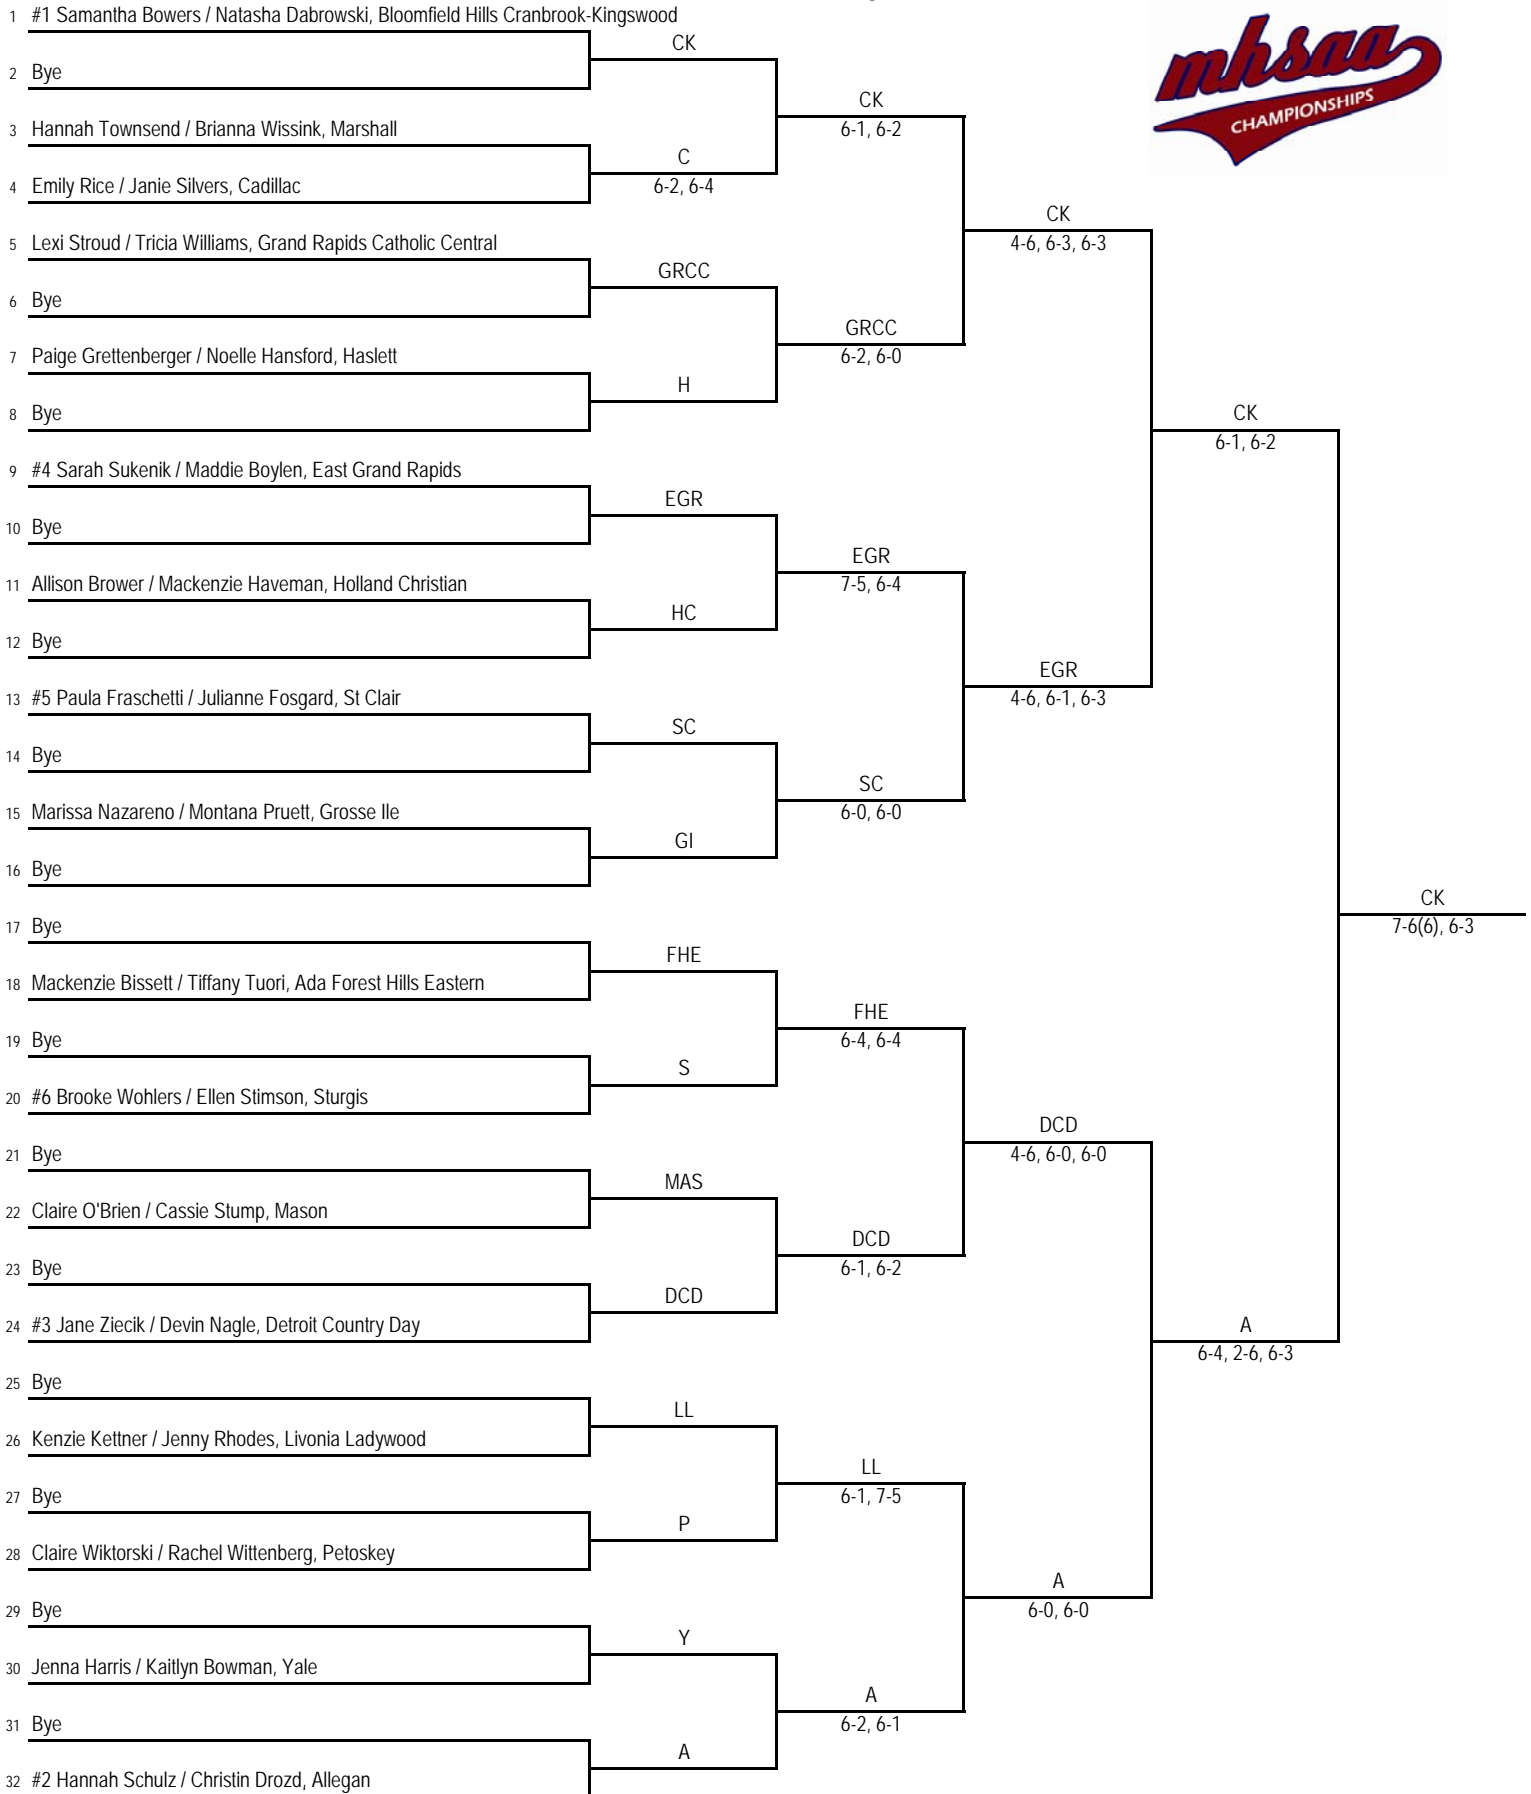 mhsaa
CHAMPIONSHIPS
1 #1 Samantha Bowers / Natasha Dabrowski, Bloomfield Hills Cranbrook-Kingswood
CK
2 Bye
CK
6-1, 6-2
3 Hannah Townsend / Brianna Wissink, Marshall
C
6-2, 6-4
4 Emily Rice / Janie Silvers, Cadillac
CK
4-6, 6-3, 6-3
5 Lexi Stroud / Tricia Williams, Grand Rapids Catholic Central
GRCC
6 Bye
GRCC
6-2, 6-0
7 Paige Grettenberger / Noelle Hansford, Haslett
H
8 Bye
CK
6-1, 6-2
9 #4 Sarah Sukenik / Maddie Boylen, East Grand Rapids
EGR
10 Bye
EGR
7-5, 6-4
11 Allison Brower / Mackenzie Haveman, Holland Christian
HC
12 Bye
EGR
4-6, 6-1, 6-3
13 #5 Paula Fraschetti / Julianne Fosgard, St Clair
SC
14 Bye
SC
6-0, 6-0
15 Marissa Nazareno / Montana Pruett, Grosse Ile
GI
16 Bye
CK
7-6(6), 6-3
17 Bye
FHE
18 Mackenzie Bissett / Tiffany Tuori, Ada Forest Hills Eastern
FHE
6-4, 6-4
19 Bye
S
20 #6 Brooke Wohlers / Ellen Stimson, Sturgis
DCD
4-6, 6-0, 6-0
21 Bye
MAS
22 Claire O'Brien / Cassie Stump, Mason
DCD
6-1, 6-2
23 Bye
DCD
24 #3 Jane Ziecik / Devin Nagle, Detroit Country Day
A
6-4, 2-6, 6-3
25 Bye
LL
26 Kenzie Kettner / Jenny Rhodes, Livonia Ladywood
LL
6-1, 7-5
27 Bye
P
28 Claire Wiktorski / Rachel Wittenberg, Petoskey
A
6-0, 6-0
29 Bye
Y
30 Jenna Harris / Kaitlyn Bowman, Yale
A
6-2, 6-1
31 Bye
A
32 #2 Hannah Schulz / Christin Drozd, Allegan